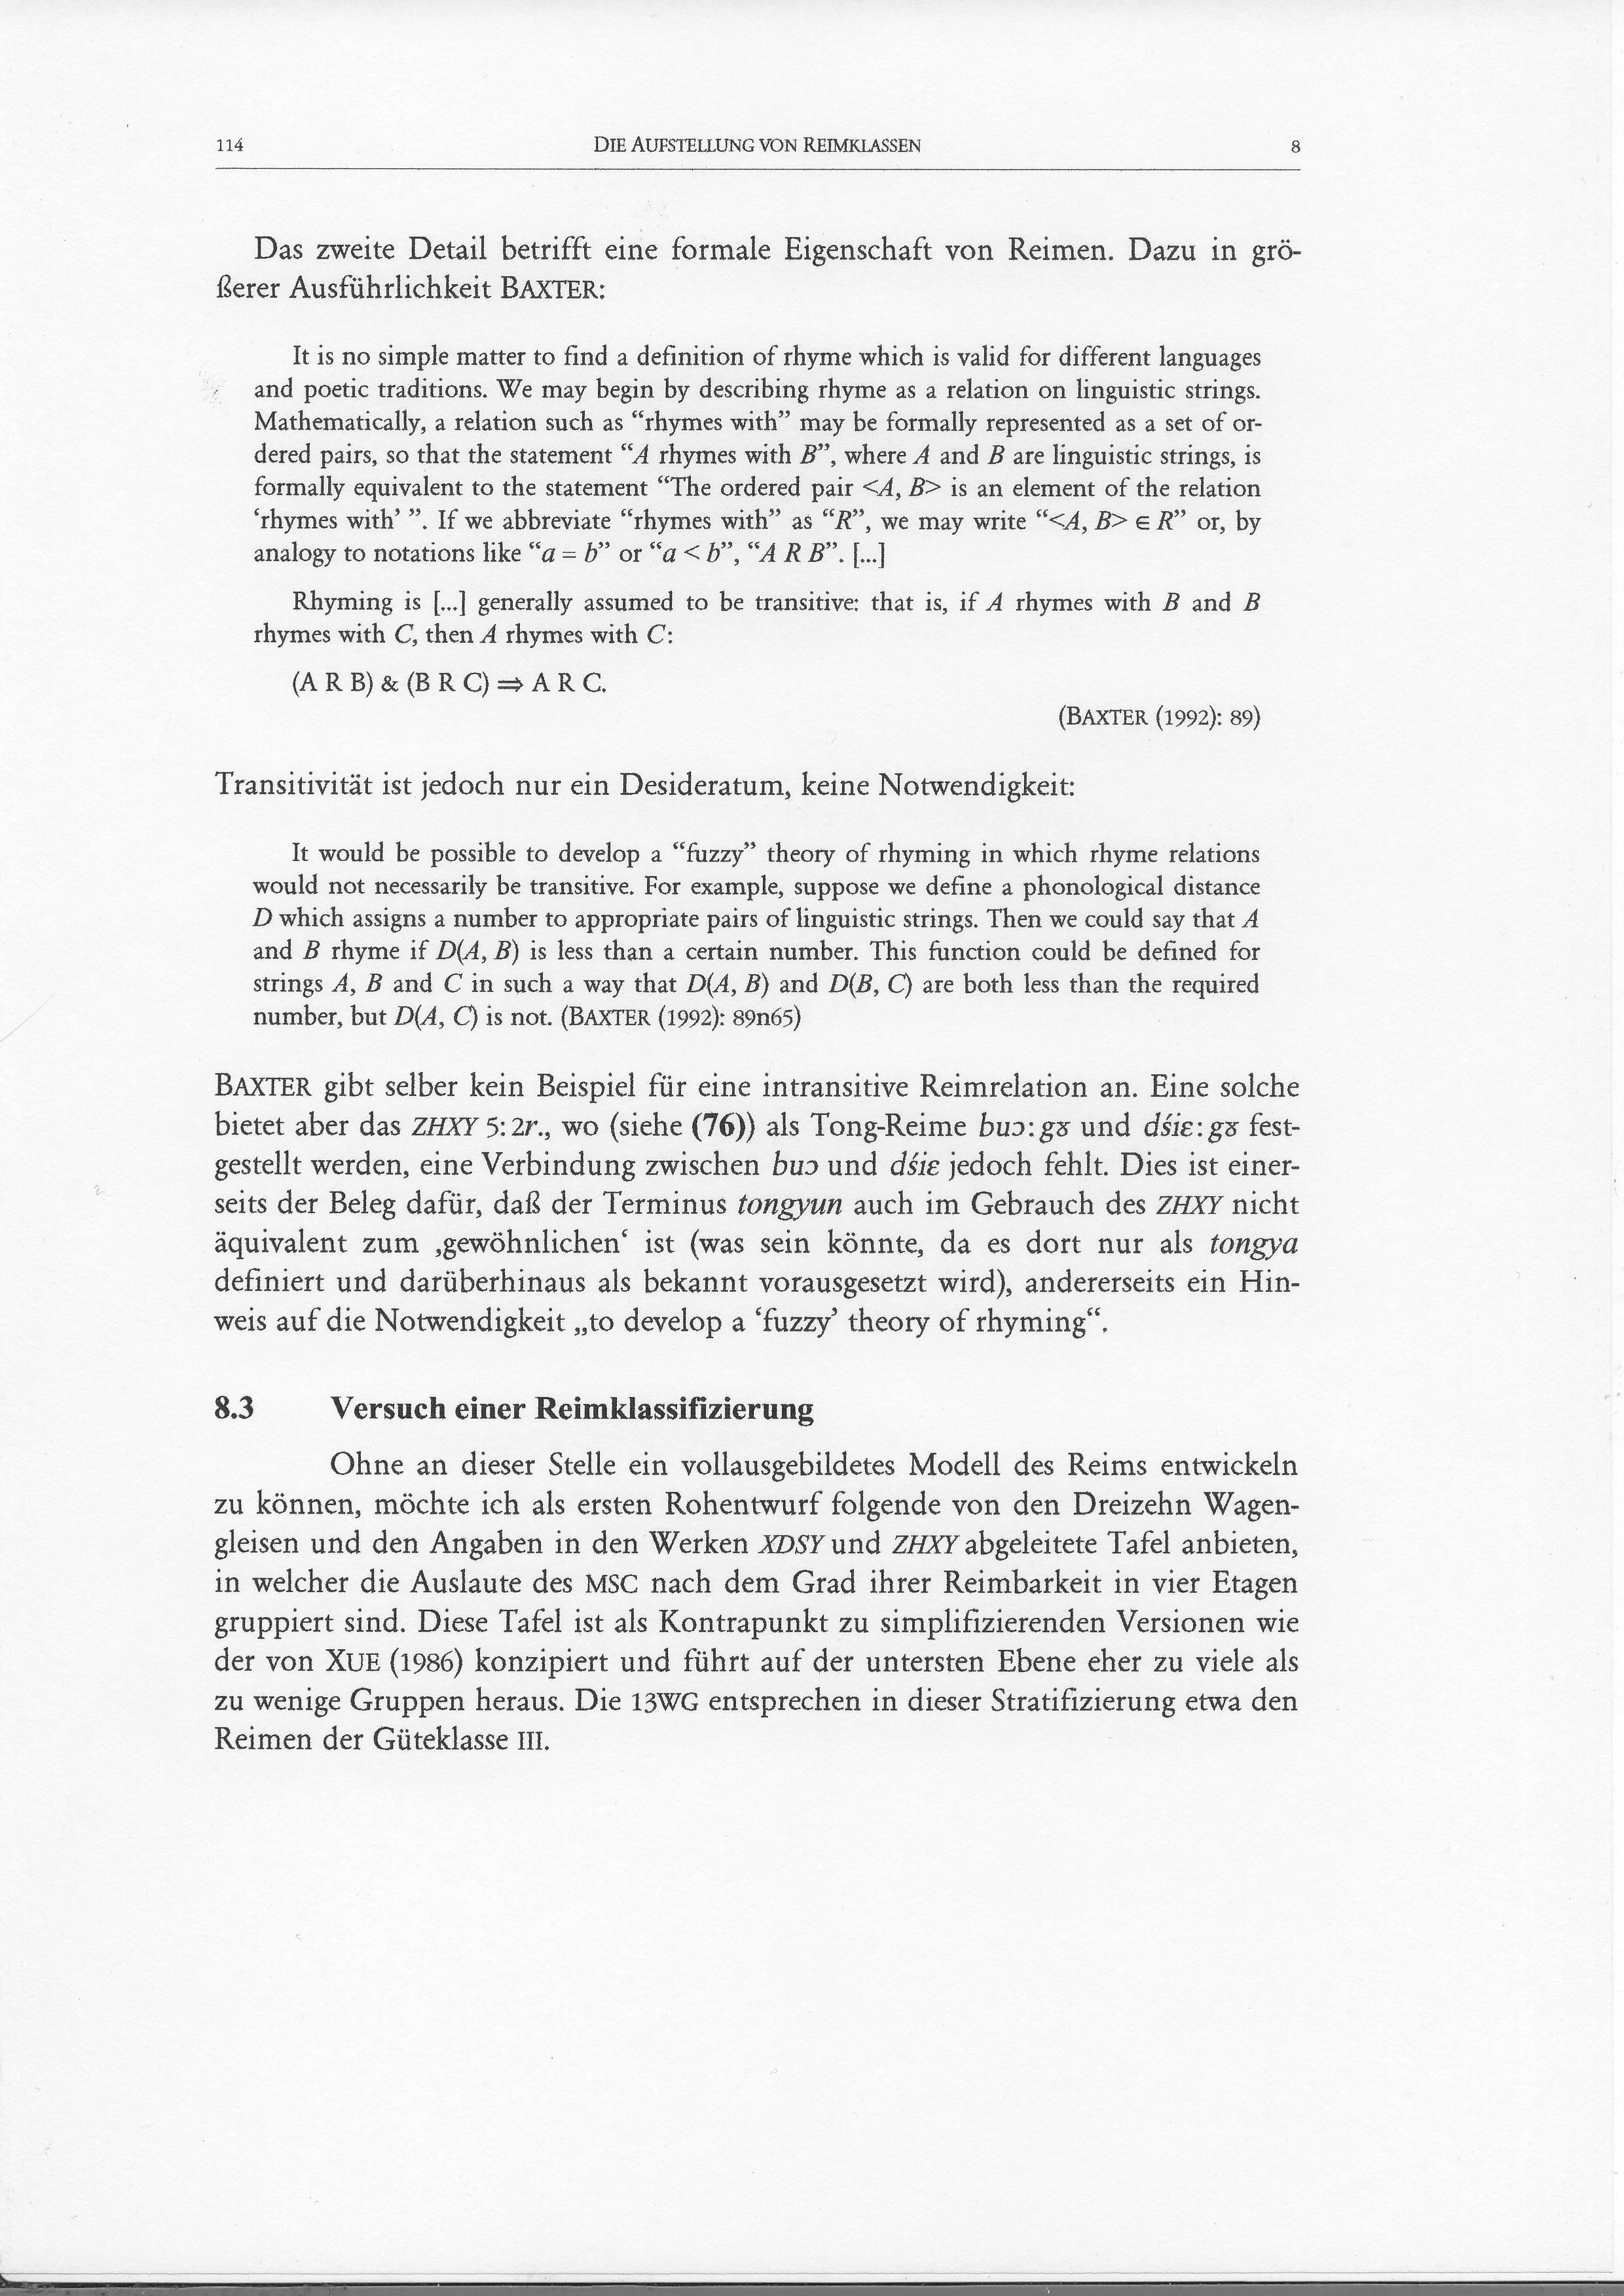 114 DIE AUFSTELLUNG VON REIMKLASSEN 8
Das zweite Detail betrifft eine formale Eigenschaft von Reimen. Dazu in grö-
ßerer Ausführlichkeit BAXTER:
It is no simple matter to find a definition of rhyme which is valid for different languages
and poetic traditions. We may begin by describing rhyme as a relation on linguistic strings.
Mathematically, a relation such as “rhymes with” may be formally represented as a set of or-
dered pairs, so that the statement “A rhymes with B”, where A and B are linguistic strings, is
formally equivalent to the statement “The ordered pair <A, B> is an element of the relation
‘rhymes with’ ”. If we abbreviate “rhymes with” as “R”, we may write “<A, B> ∈ R” or, by
analogy to notations like “a = b” or “a < b”, “A R B”. [...]
Rhyming is [...] generally assumed to be transitive: that is, if A rhymes with B and B
rhymes with C, then A rhymes with C:
(A R B) & (B R C) ⇒ A R C.
(BAXTER (1992): 89)
Transitivität ist jedoch nur ein Desideratum, keine Notwendigkeit:
It would be possible to develop a “fuzzy” theory of rhyming in which rhyme relations
would not necessarily be transitive. For example, suppose we define a phonological distance
D which assigns a number to appropriate pairs of linguistic strings. Then we could say that A
and B rhyme if D(A, B) is less than a certain number. This function could be defined for
strings A, B and C in such a way that D(A, B) and D(B, C) are both less than the required
number, but D(A, C) is not. (BAXTER (1992): 89n65)
BAXTER gibt selber kein Beispiel für eine intransitive Reimrelation an. Eine solche
bietet aber das ZHXY 5: 2r., wo (siehe (76)) als Tong-Reime buɔ: gɤ und dśiɛ: gɤ fest-
gestellt werden, eine Verbindung zwischen buɔ und dśiɛ jedoch fehlt. Dies ist einer-
seits der Beleg dafür, daß der Terminus tongyun auch im Gebrauch des ZHXY nicht
äquivalent zum ‚gewöhnlichen‘ ist (was sein könnte, da es dort nur als tongya
definiert und darüberhinaus als bekannt vorausgesetzt wird), andererseits ein Hin-
weis auf die Notwendigkeit „to develop a ‘fuzzy’ theory of rhyming“.
8.3 Versuch einer Reimklassifizierung
Ohne an dieser Stelle ein vollausgebildetes Modell des Reims entwickeln
zu können, möchte ich als ersten Rohentwurf folgende von den Dreizehn Wagen-
gleisen und den Angaben in den Werken XDSY und ZHXY abgeleitete Tafel anbieten,
in welcher die Auslaute des MSC nach dem Grad ihrer Reimbarkeit in vier Etagen
gruppiert sind. Diese Tafel ist als Kontrapunkt zu simplifizierenden Versionen wie
der von XUE (1986) konzipiert und führt auf der untersten Ebene eher zu viele als
zu wenige Gruppen heraus. Die 13WG entsprechen in dieser Stratifizierung etwa den
Reimen der Güteklasse III.